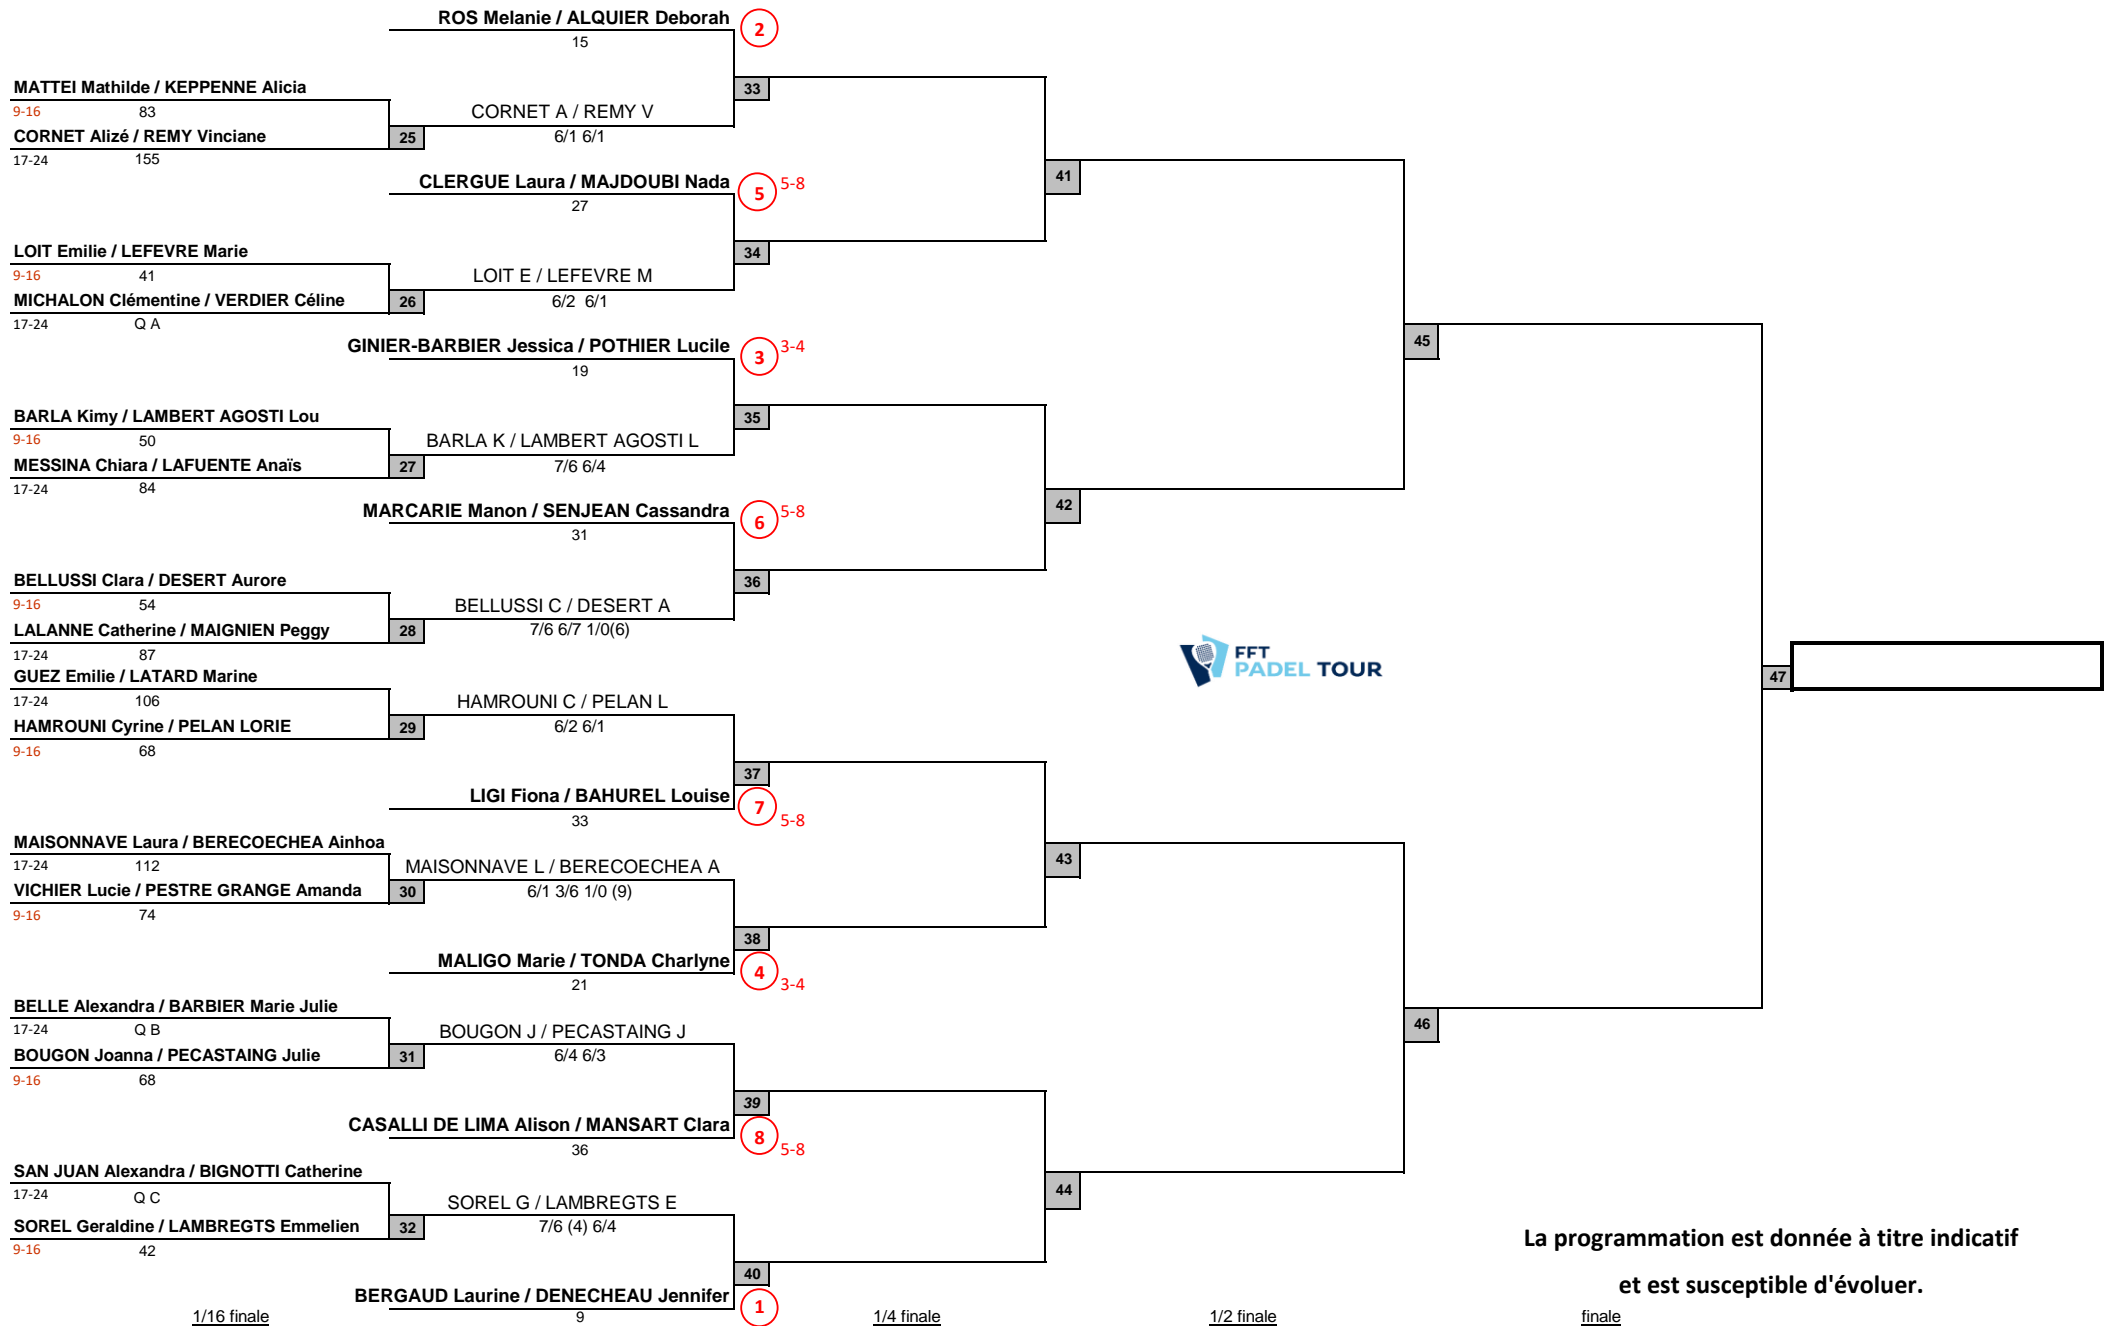 ROS Melanie / ALQUIER Deborah
2
15
MATTEI Mathilde / KEPPENNE Alicia
33
9-16 83
CORNET A / REMY V
CORNET Alizé / REMY Vinciane
25
6/1 6/1
17-24 155
CLERGUE Laura / MAJDOUBI Nada
5
5-8
41
27
LOIT Emilie / LEFEVRE Marie
34
9-16 41
LOIT E / LEFEVRE M
MICHALON Clémentine / VERDIER Céline
26
6/2 6/1
17-24 Q A
GINIER-BARBIER Jessica / POTHIER Lucile
3
3-4
45
19
BARLA Kimy / LAMBERT AGOSTI Lou
35
9-16 50
BARLA K / LAMBERT AGOSTI L
MESSINA Chiara / LAFUENTE Anaïs
27
7/6 6/4
17-24 84
MARCARIE Manon / SENJEAN Cassandra
6
5-8
42
31
BELLUSSI Clara / DESERT Aurore
36
9-16 54
BELLUSSI C / DESERT A
LALANNE Catherine / MAIGNIEN Peggy
28
7/6 6/7 1/0(6)
17-24 87
FFT
PADEL TOUR
47
GUEZ Emilie / LATARD Marine
17-24 106
HAMROUNI C / PELAN L
HAMROUNI Cyrine / PELAN LORIE
29
6/2 6/1
9-16 68
37
LIGI Fiona / BAHUREL Louise
7
5-8
33
MAISONNAVE Laura / BERECOECHEA Ainhoa
17-24 112
MAISONNAVE L / BERECOECHEA A
43
VICHIER Lucie / PESTRE GRANGE Amanda
30
6/1 3/6 1/0 (9)
9-16 74
38
MALIGO Marie / TONDA Charlyne
4
3-4
21
BELLE Alexandra / BARBIER Marie Julie
17-24 Q B
BOUGON J / PECASTAING J
46
BOUGON Joanna / PECASTAING Julie
31
6/4 6/3
9-16 68
39
CASALLI DE LIMA Alison / MANSART Clara
8
5-8
36
SAN JUAN Alexandra / BIGNOTTI Catherine
17-24 Q C
SOREL G / LAMBREGTS E
44
SOREL Geraldine / LAMBREGTS Emmelien
32
7/6 (4) 6/4
9-16 42
La programmation est donnée à titre indicatif
et est susceptible d'évoluer.
40
BERGAUD Laurine / DENECHEAU Jennifer
1
9
1/16 finale
1/4 finale
1/2 finale
finale